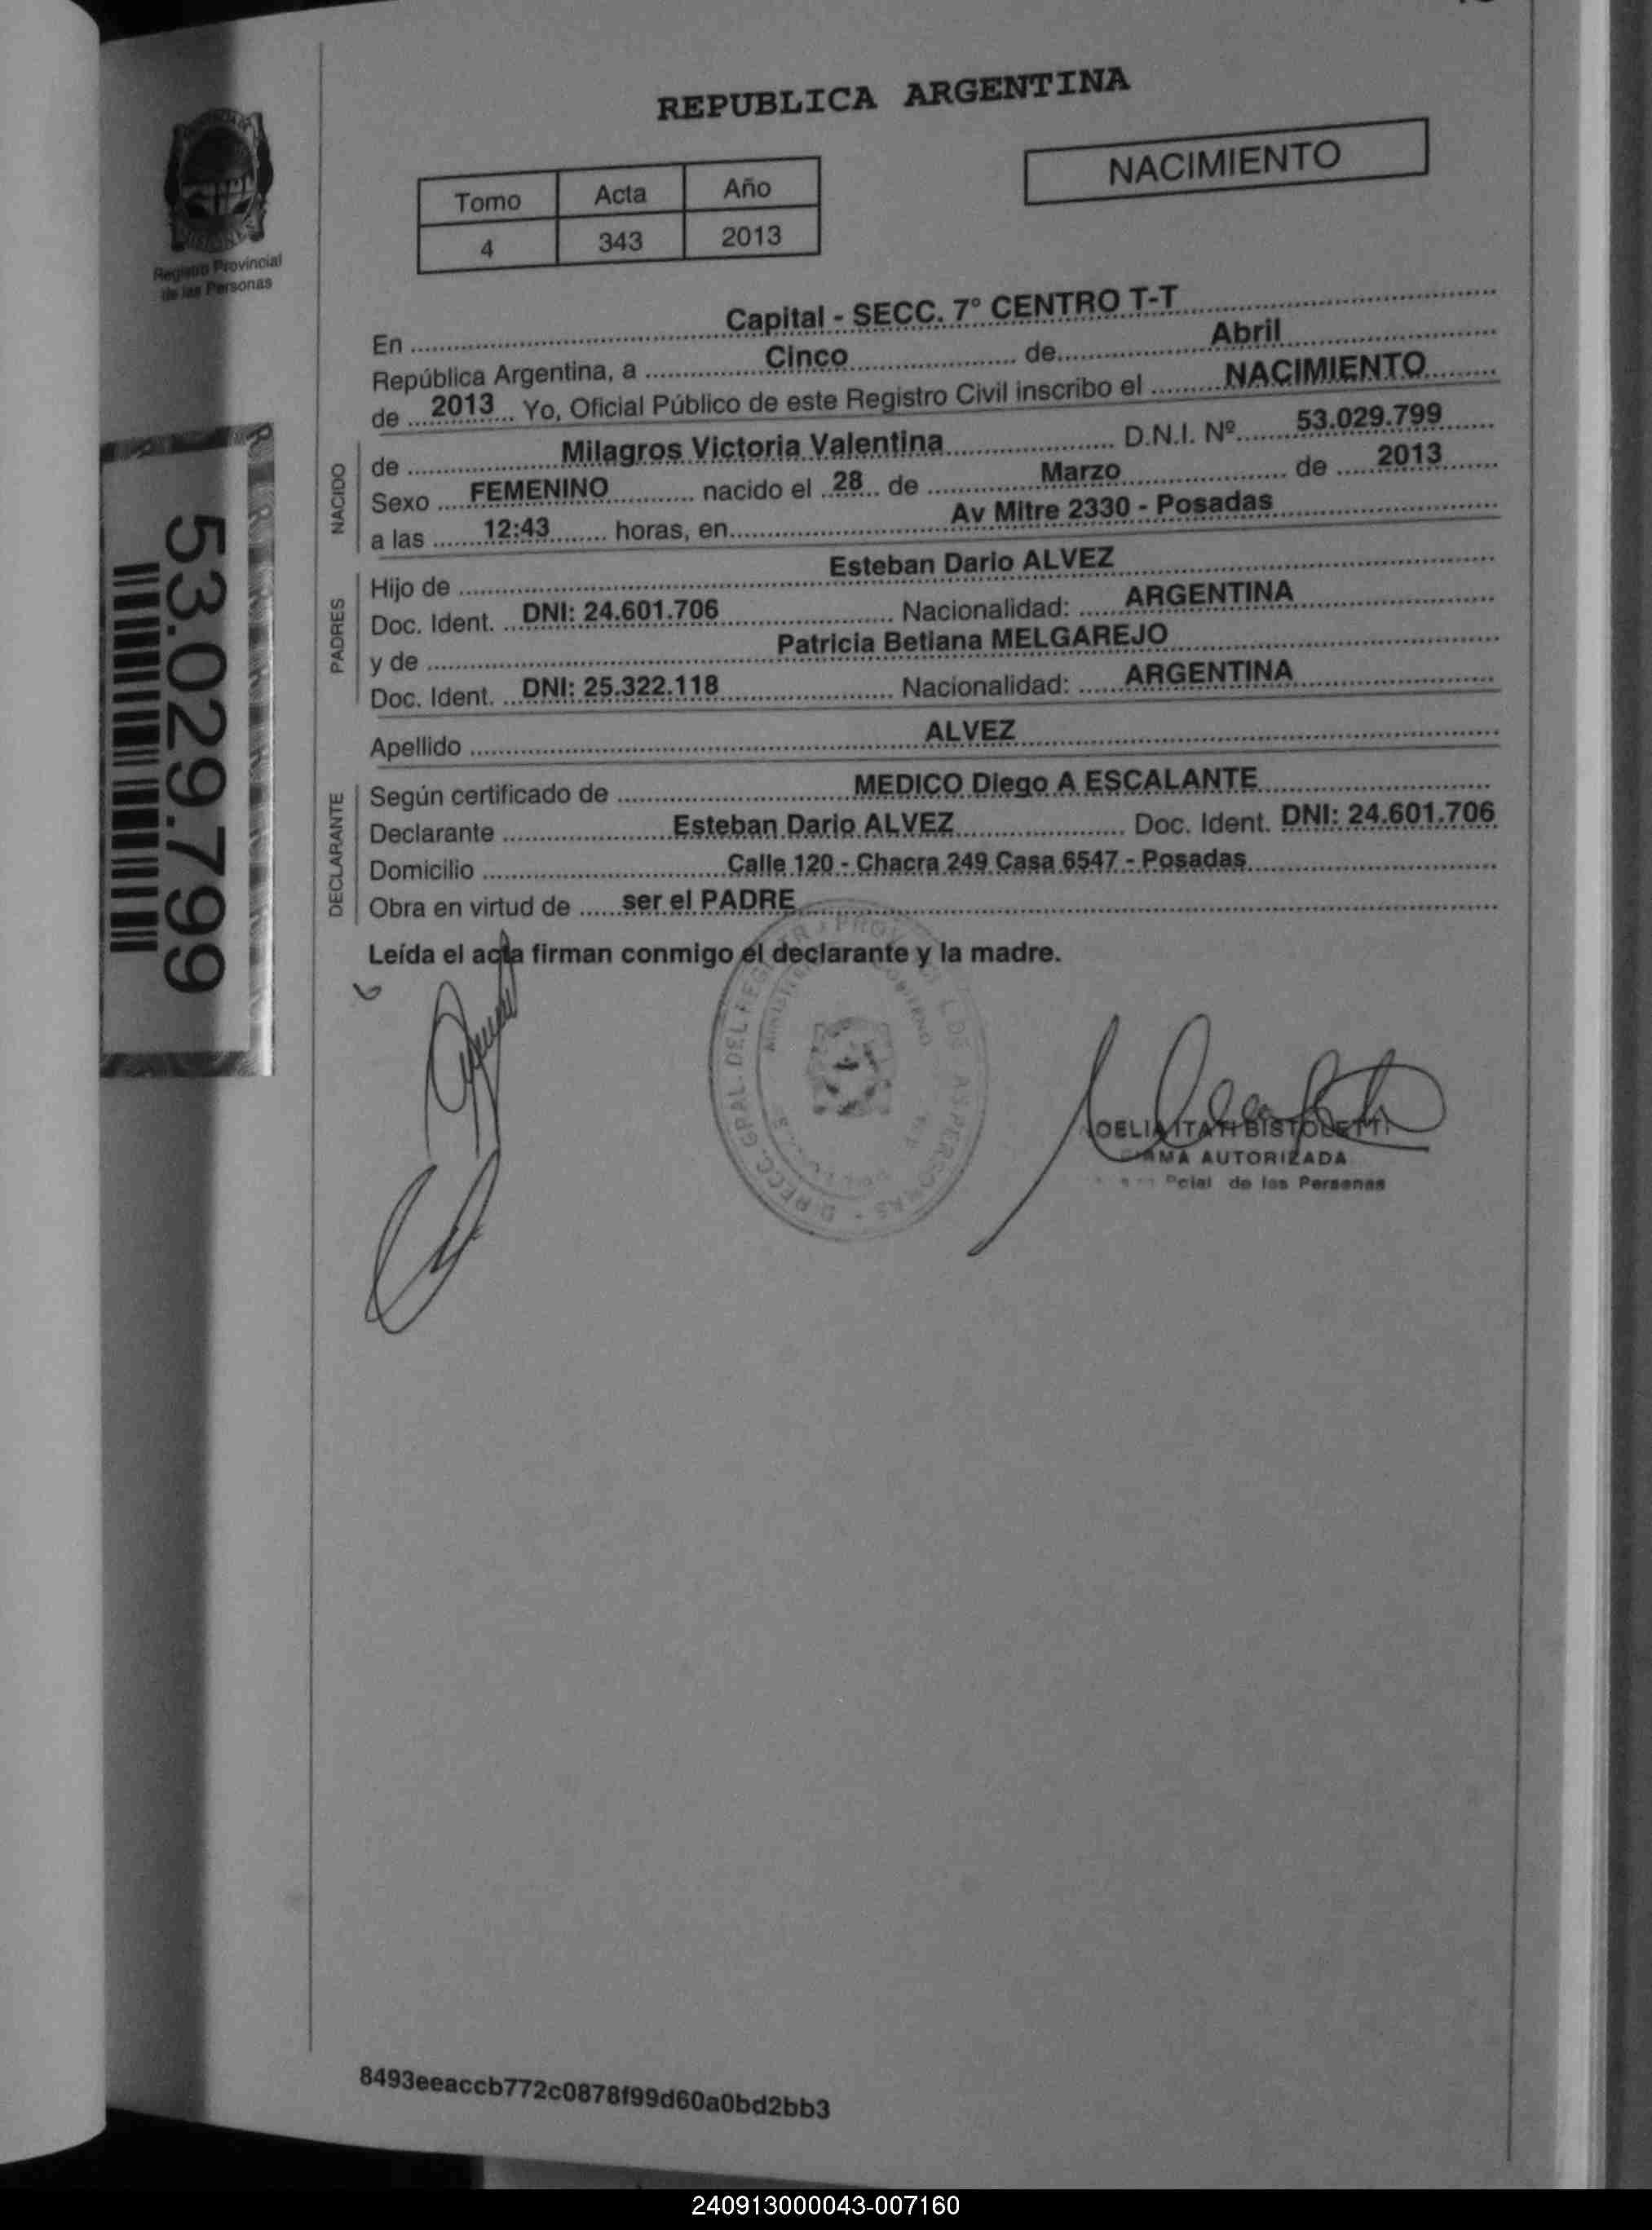 REPUBLICA ARGENTINA
NACIMIENTO
Tomo Acta Año
4 343 2013
Registro Provincial
de las Personas
En Capital - SECC. 7° CENTRO T-T
República Argentina, a Cinco de Abril
de 2013 Yo, Oficial Público de este Registro Civil inscribo el NACIMIENTO
NACIDO
de Milagros Victoria Valentina D.N.I. Nº 53.029.799
Sexo FEMENINO nacido el 28 de Marzo de 2013
a las 12:43 horas, en Av Mitre 2330 - Posadas
PADRES
Hijo de Esteban Dario ALVEZ
Doc. Ident. DNI: 24.601.706 Nacionalidad: ARGENTINA
y de Patricia Betiana MELGAREJO
Doc. Ident. DNI: 25.322.118 Nacionalidad: ARGENTINA
Apellido ALVEZ
DECLARANTE
Según certificado de MEDICO Diego A ESCALANTE
Declarante Esteban Dario ALVEZ Doc. Ident. DNI: 24.601.706
Domicilio Calle 120 - Chacra 249 Casa 6547 - Posadas
Obra en virtud de ser el PADRE
Leída el acta firman conmigo el declarante y la madre.
53.029.799
AUTORIZADA
de las Personas
8493eeaccb772c0878f99d60a0bd2bb3
240913000043-007160